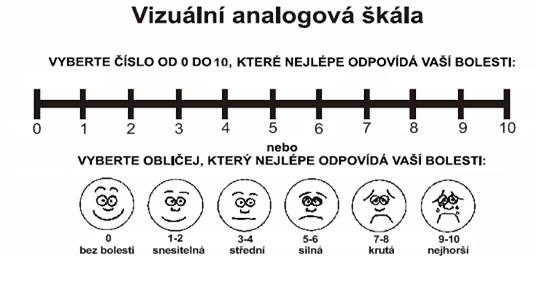 Vizuální analogová škála
VYBERTE ČÍSLO OD 0 DO 10, KTERÉ NEJLÉPE ODPOVÍDÁ VAŠÍ BOLESTI:
0 1 2 3 4 5 6 7 8 9 10
nebo
VYBERTE OBLIČEJ, KTERÝ NEJLÉPE ODPOVÍDÁ VAŠÍ BOLESTI:
0 1-2 3-4 5-6 7-8 9-10
bez bolesti snesitelná střední silná krutá nejhorší